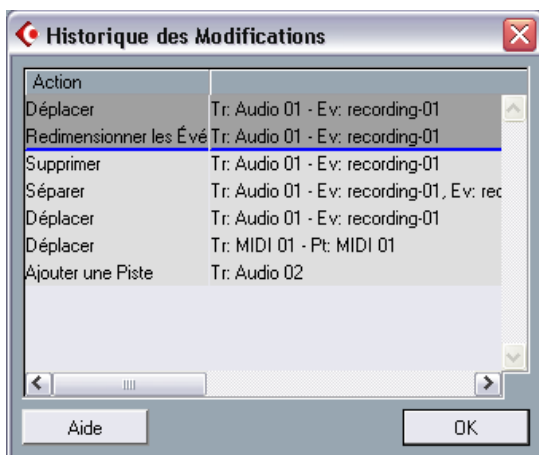 Historique des Modifications
Action
Déplacer Tr: Audio 01 - Ev: recording-01
Redimensionner les Évé Tr: Audio 01 - Ev: recording-01
Supprimer Tr: Audio 01 - Ev: recording-01
Séparer Tr: Audio 01 - Ev: recording-01, Ev: rec
Déplacer Tr: Audio 01 - Ev: recording-01
Déplacer Tr: MIDI 01 - Pt: MIDI 01
Ajouter une Piste Tr: Audio 02
Aide OK